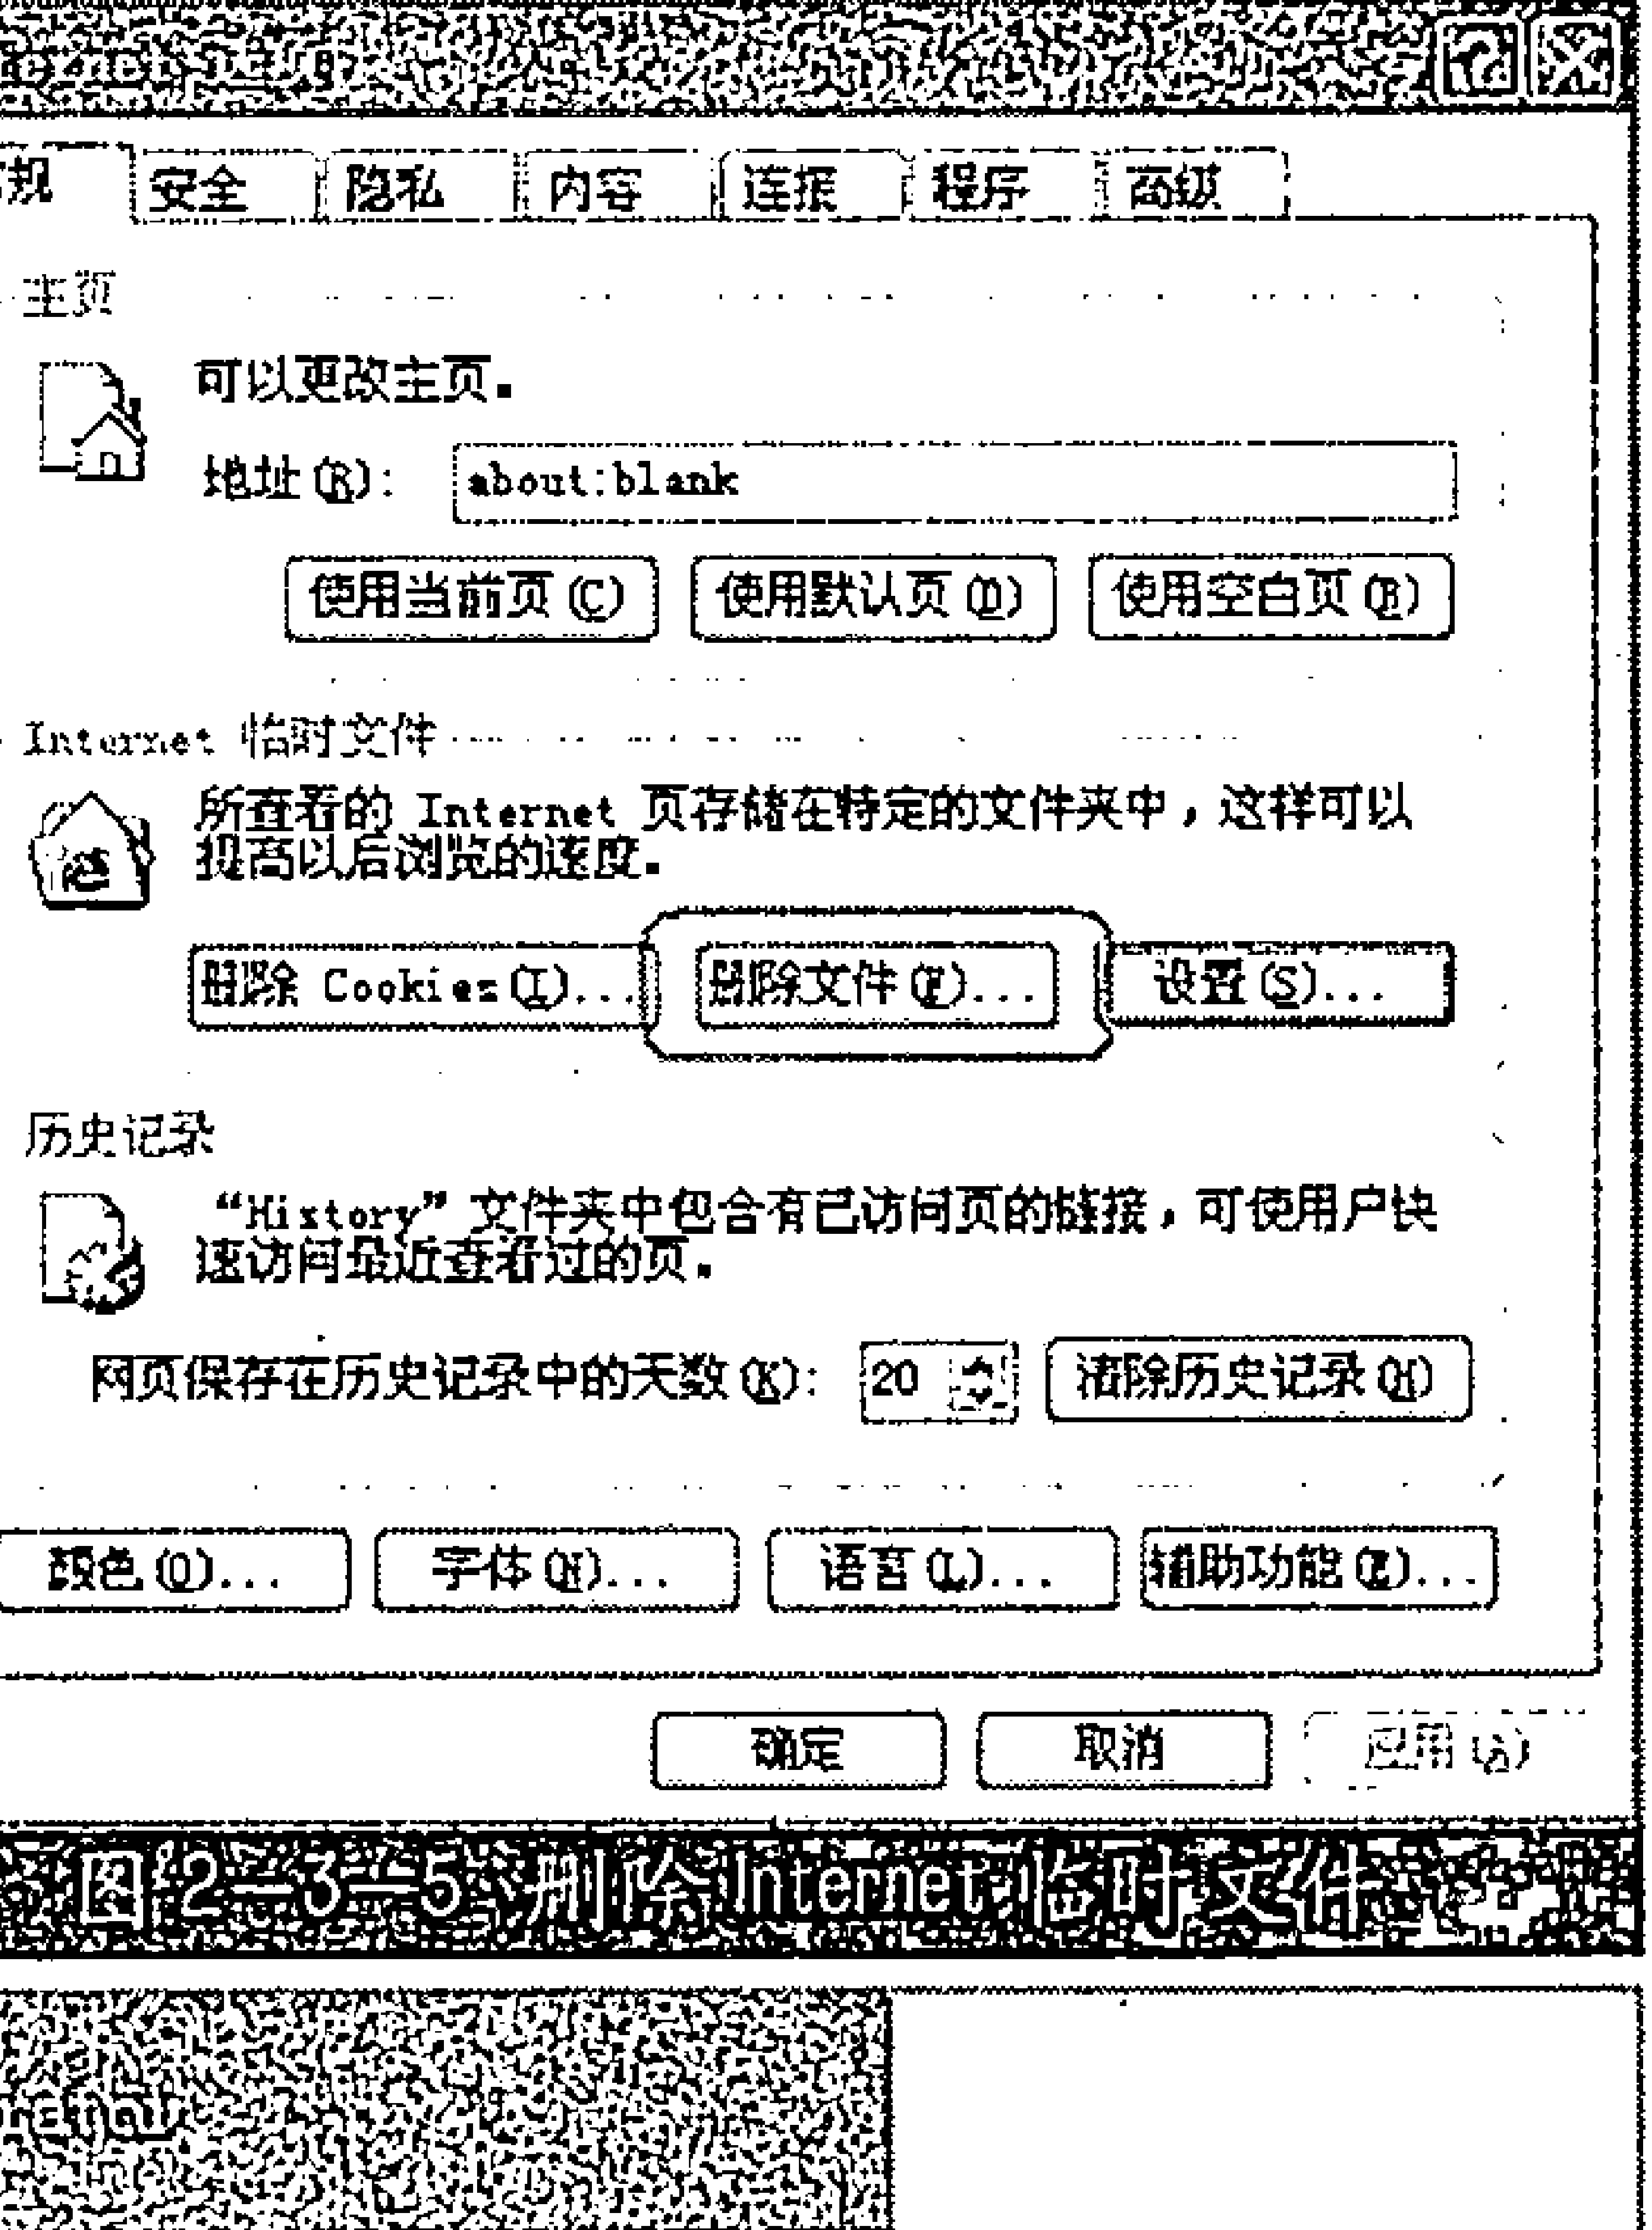 规 安全 隐私 内容 连接 程序 高级
主页
可以更改主页。
地址(R): about:blank
使用当前页(C) 使用默认页(D) 使用空白页(B)
Internet 临时文件
所查看的 Internet 页存储在特定的文件夹中，这样可以
提高以后浏览的速度。
删除 Cookies(I)... 删除文件(F)... 设置(S)...
历史记录
“History”文件夹中包含有已访问页的链接，可使用户快
速访问最近查看过的页。
网页保存在历史记录中的天数(K): 20 清除历史记录(H)
颜色(O)... 字体(N)... 语言(L)... 辅助功能(E)...
确定 取消 应用(A)
图2—3—5 删除Internet临时文件